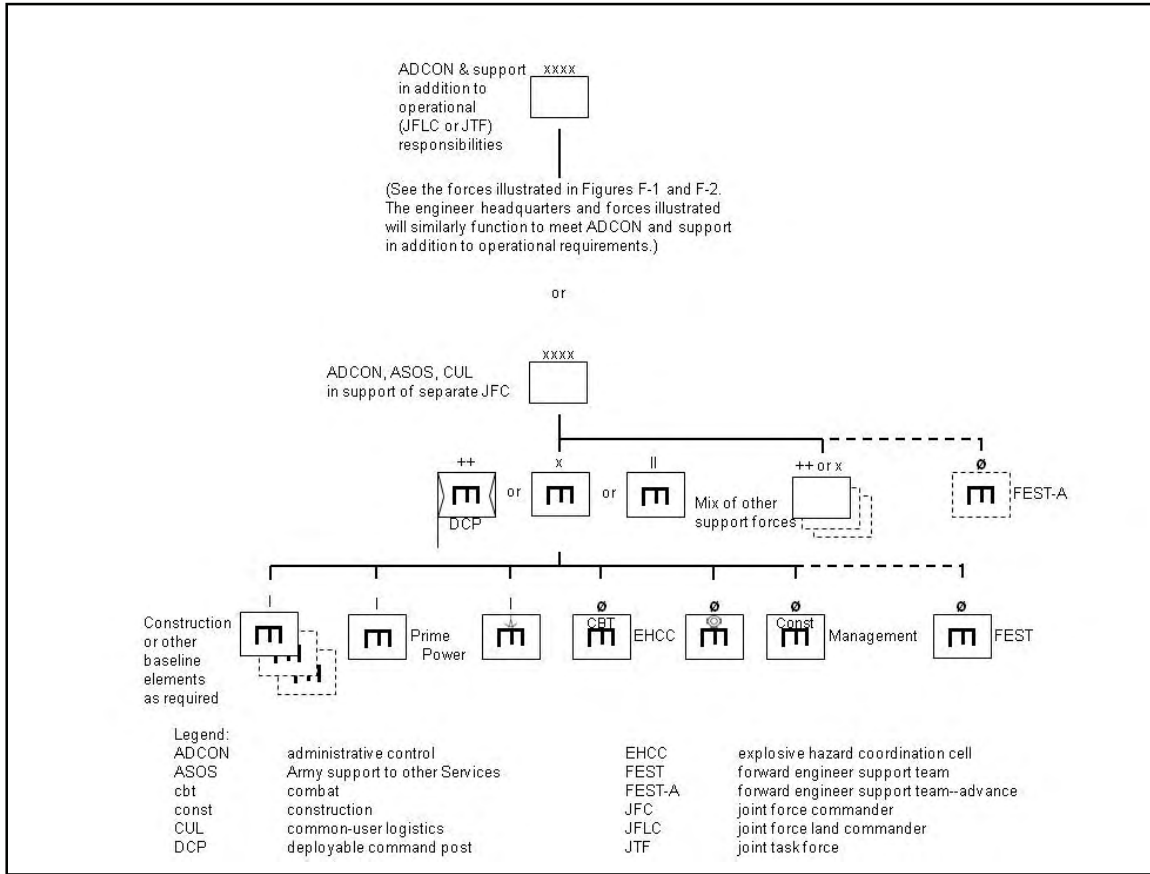 ADCON & support
in addition to
operational
(JFLC or JTF)
responsibilities
xxxx
(See the forces illustrated in Figures F-1 and F-2.
The engineer headquarters and forces illustrated
will similarly function to meet ADCON and support
in addition to operational requirements.)
or
xxxx
ADCON, ASOS, CUL
in support of separate JFC
++
DCP
or
x
or
||
Mix of other
support forces
++ or x
Ø
FEST-A
|
Construction
or other
baseline
elements
as required
|
Prime
Power
|
Ø
CBT
EHCC
Ø
Ø
Const
Management
Ø
FEST
Legend:
ADCON administrative control
ASOS Army support to other Services
cbt combat
const construction
CUL common-user logistics
DCP deployable command post
EHCC explosive hazard coordination cell
FEST forward engineer support team
FEST-A forward engineer support team--advance
JFC joint force commander
JFLC joint force land commander
JTF joint task force